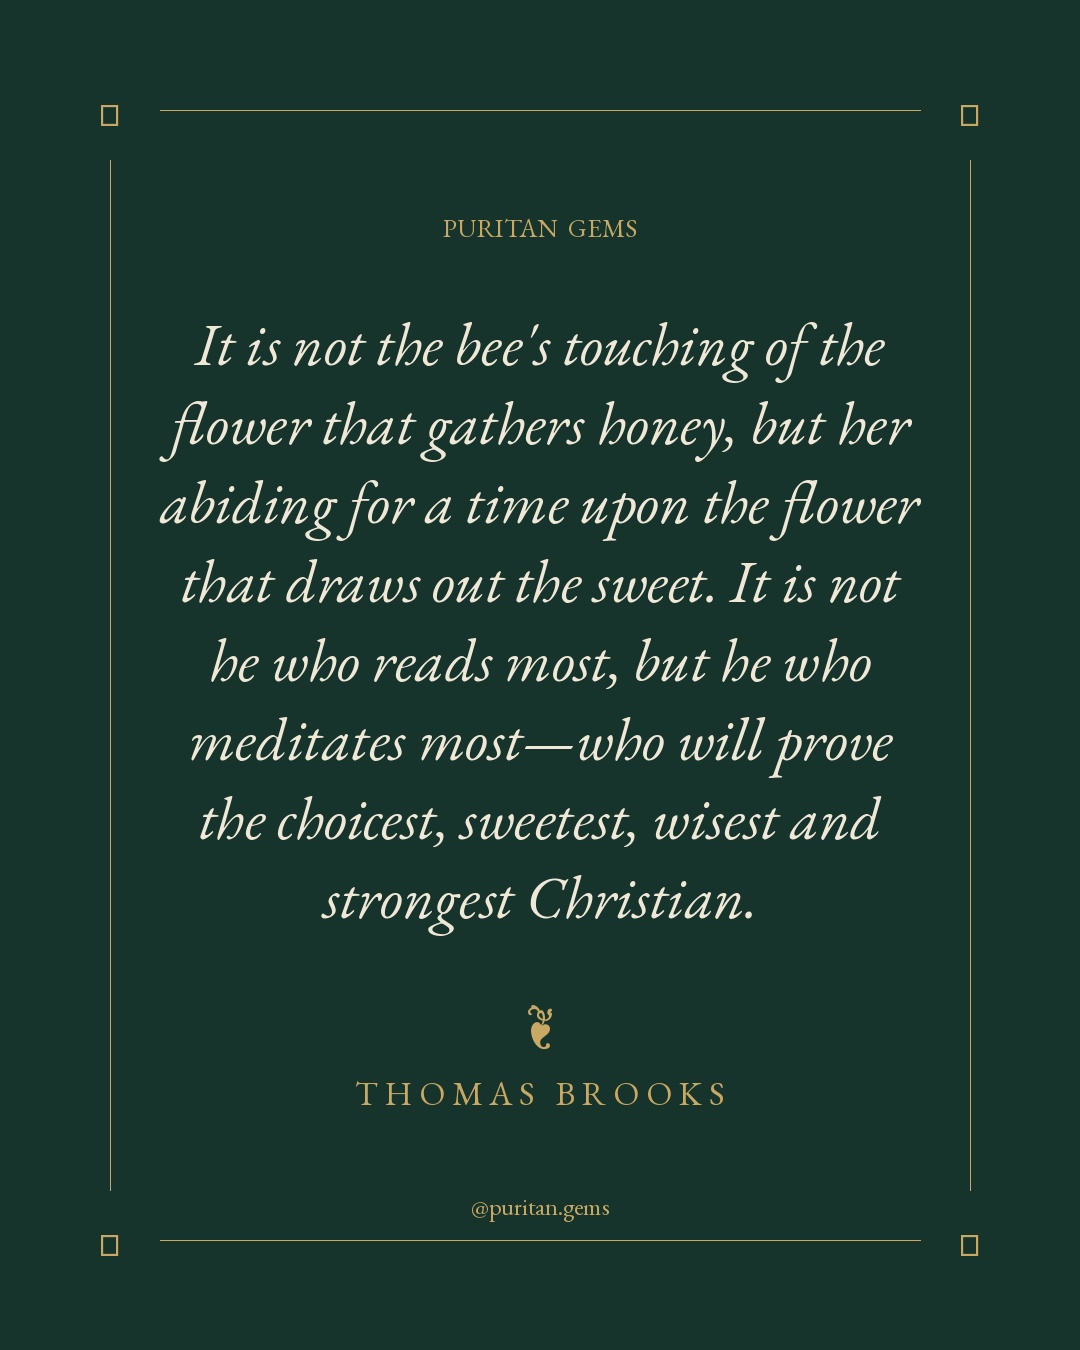 PURITAN GEMS
It is not the bee's touching of the
flower that gathers honey, but her
abiding for a time upon the flower
that draws out the sweet. It is not
he who reads most, but he who
meditates most—who will prove
the choicest, sweetest, wisest and
strongest Christian.
❦
THOMAS BROOKS
@puritan.gems